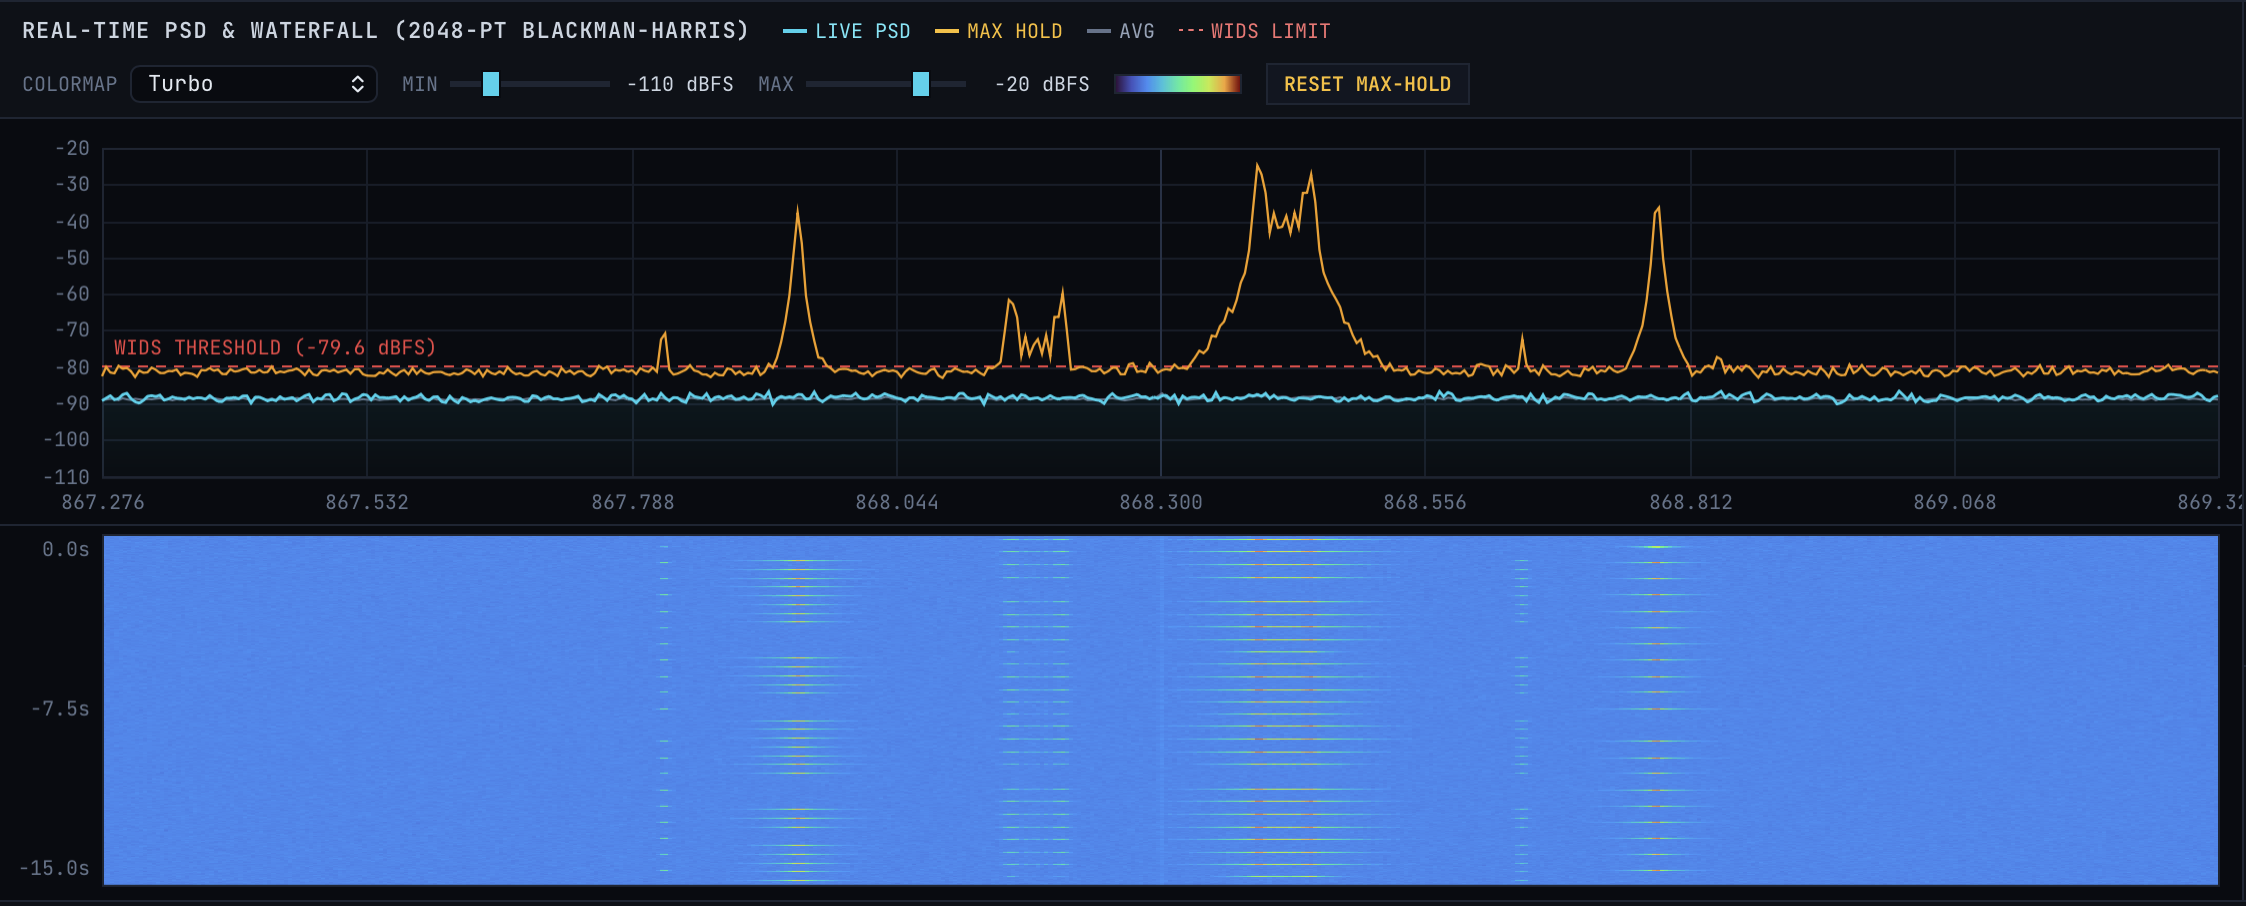 REAL-TIME PSD & WATERFALL (2048-PT BLACKMAN-HARRIS) LIVE PSD MAX HOLD AVG WIDS LIMIT
COLORMAP Turbo MIN -110 dBFS MAX -20 dBFS RESET MAX-HOLD
-20
-30
-40
-50
-60
-70
WIDS THRESHOLD (-79.6 dBFS)
-80
-90
-100
-110
867.276 867.532 867.788 868.044 868.300 868.556 868.812 869.068 869.32
0.0s
-7.5s
-15.0s